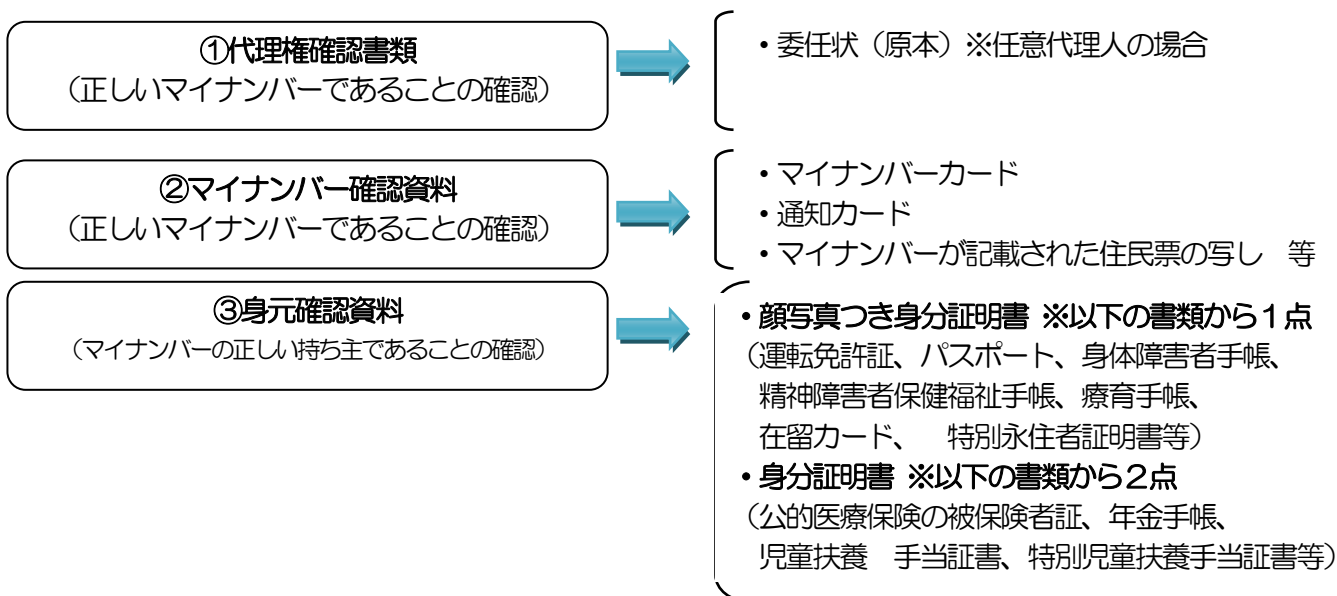 ①代理権確認書類
（正しいマイナンバーであることの確認）
・委任状（原本）※任意代理人の場合
②マイナンバー確認資料
（正しいマイナンバーであることの確認）
・マイナンバーカード
・通知カード
・マイナンバーが記載された住民票の写し　等
③身元確認資料
（マイナンバーの正しい持ち主であることの確認）
・顔写真つき身分証明書 ※以下の書類から１点
（運転免許証、パスポート、身体障害者手帳、
精神障害者保健福祉手帳、療育手帳、
在留カード、　特別永住者証明書等）
・身分証明書 ※以下の書類から２点
（公的医療保険の被保険者証、年金手帳、
児童扶養　手当証書、特別児童扶養手当証書等）